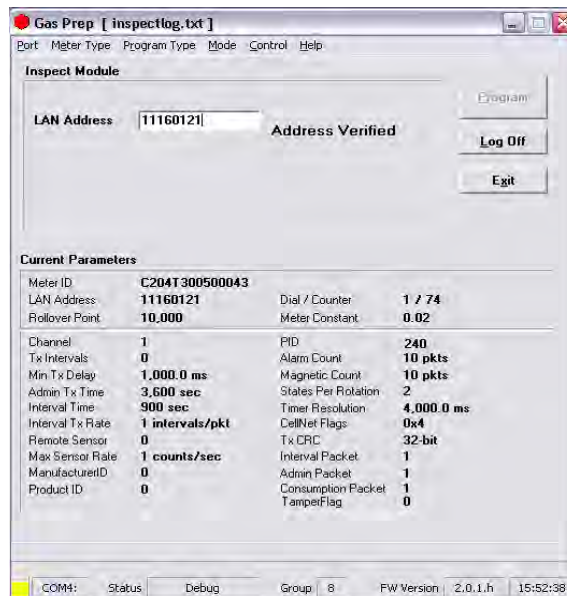 Gas Prep [ inspectlog.txt ]
Port Meter Type Program Type Mode Control Help
Inspect Module
Program
LAN Address 11160121 Address Verified
Log Off
Exit
Current Parameters
Meter ID C204T300500043
LAN Address 11160121 Dial / Counter 1 / 74
Rollover Point 10,000 Meter Constant 0.02
Channel 1 PID 240
Tx Intervals 0 Alarm Count 10 pkts
Min Tx Delay 1,000.0 ms Magnetic Count 10 pkts
Admin Tx Time 3,600 sec States Per Rotation 2
Interval Time 900 sec Timer Resolution 4,000.0 ms
Interval Tx Rate 1 intervals/pkt CellNet Flags 0x4
Remote Sensor 0 Tx CRC 32-bit
Max Sensor Rate 1 counts/sec Interval Packet 1
ManufacturerID 0 Admin Packet 1
Product ID 0 Consumption Packet 1
TamperFlag 0
COM4: Status Debug Group 8 FW Version 2.0.1.h 15:52:38